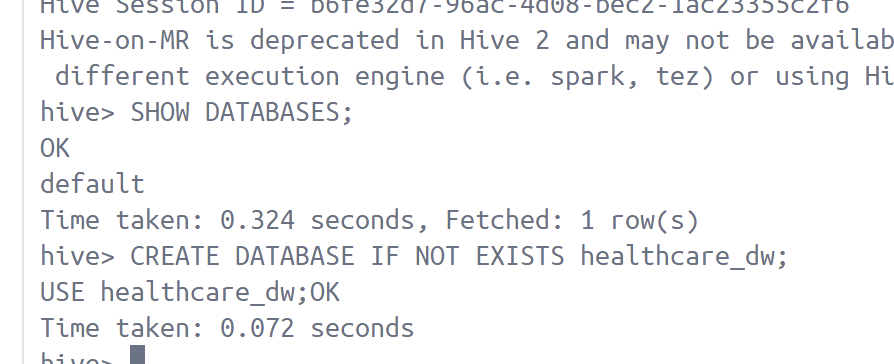 Hive Session ID = b6fe32d7-96ac-4d08-bec2-1ac23355c2f6
Hive-on-MR is deprecated in Hive 2 and may not be availab
different execution engine (i.e. spark, tez) or using Hi
hive> SHOW DATABASES;
OK
default
Time taken: 0.324 seconds, Fetched: 1 row(s)
hive> CREATE DATABASE IF NOT EXISTS healthcare_dw;
USE healthcare_dw;OK
Time taken: 0.072 seconds
hive>